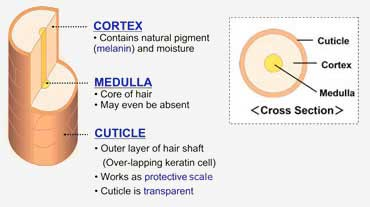 CORTEX
• Contains natural pigment
(melanin) and moisture
MEDULLA
• Core of hair
• May even be absent
CUTICLE
• Outer layer of hair shaft
(Over-lapping keratin cell)
• Works as protective scale
• Cuticle is transparent
Cuticle
Cortex
Medulla
＜Cross Section＞